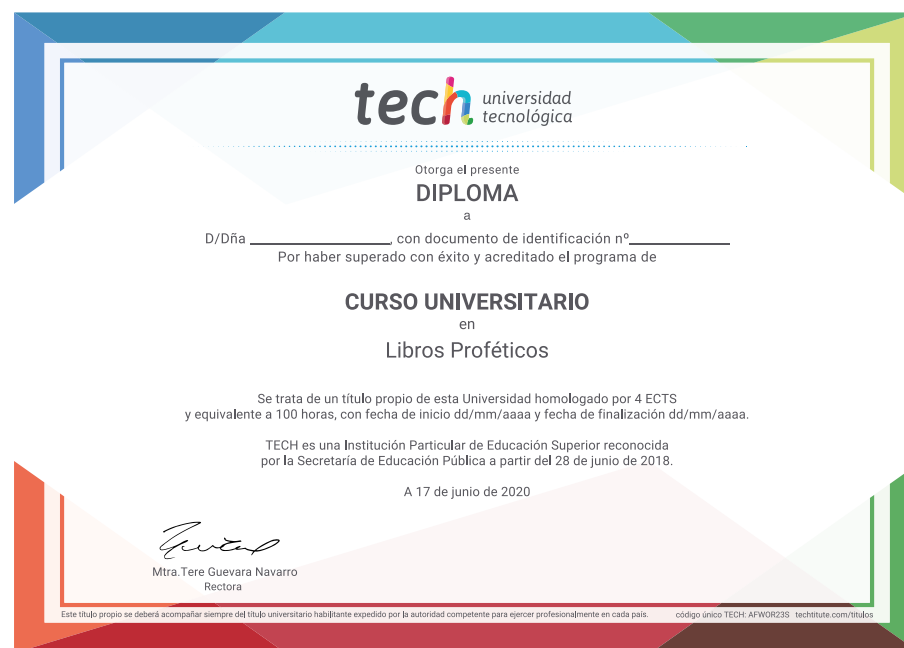 tech universidad
tecnológica
Otorga el presente
DIPLOMA
a
D/Dña ______________, con documento de identificación nº__________
Por haber superado con éxito y acreditado el programa de
CURSO UNIVERSITARIO
en
Libros Proféticos
Se trata de un título propio de esta Universidad homologado por 4 ECTS
y equivalente a 100 horas, con fecha de inicio dd/mm/aaaa y fecha de finalización dd/mm/aaaa.
TECH es una Institución Particular de Educación Superior reconocida
por la Secretaría de Educación Pública a partir del 28 de junio de 2018.
A 17 de junio de 2020
Mtra.Tere Guevara Navarro
Rectora
Este título propio se deberá acompañar siempre del título universitario habilitante expedido por la autoridad competente para ejercer profesionalmente en cada país. código único TECH: AFWOR23S techtitute.com/títulos